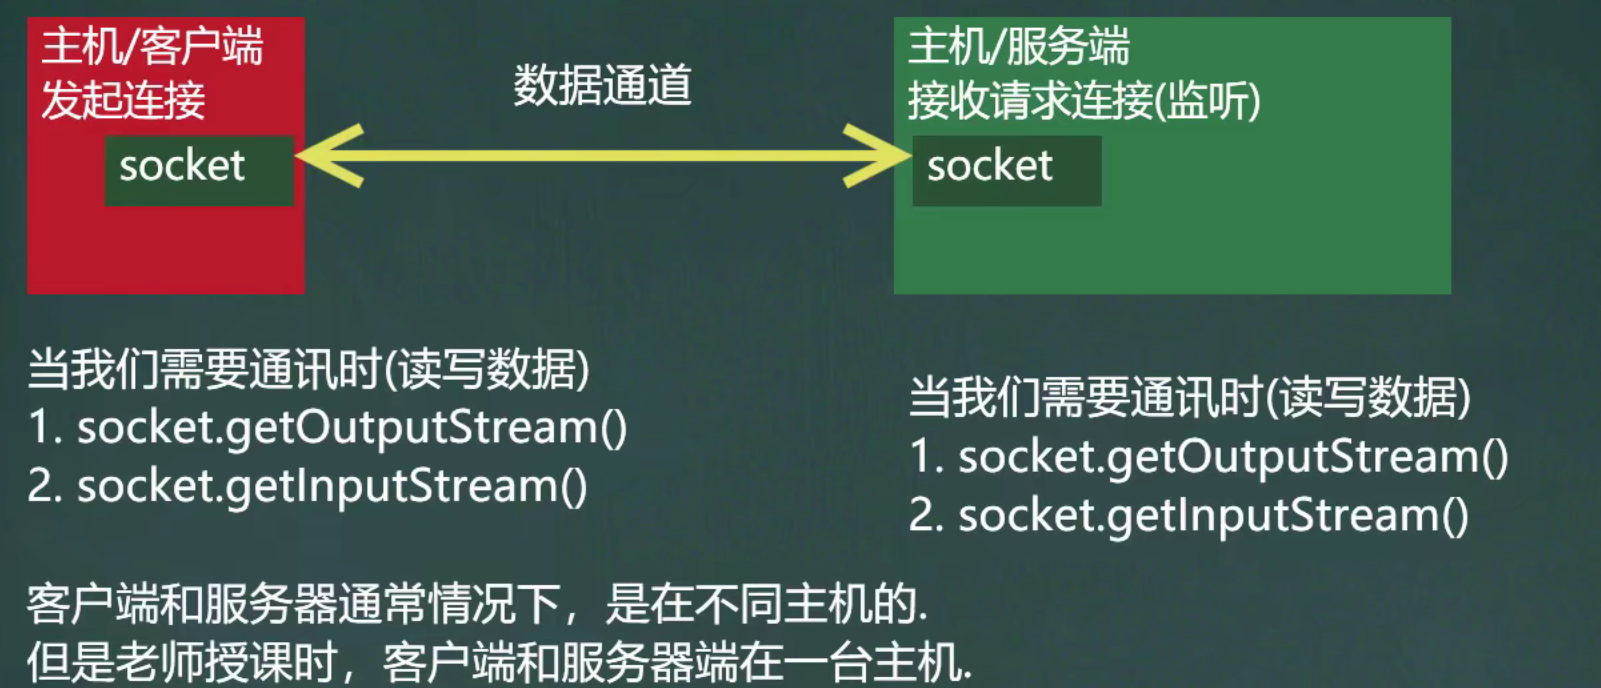 主机/客户端
发起连接
socket
数据通道
主机/服务端
接收请求连接(监听)
socket
当我们需要通讯时(读写数据)
1. socket.getOutputStream()
2. socket.getInputStream()
当我们需要通讯时(读写数据)
1. socket.getOutputStream()
2. socket.getInputStream()
客户端和服务器通常情况下，是在不同主机的.
但是老师授课时，客户端和服务器端在一台主机.